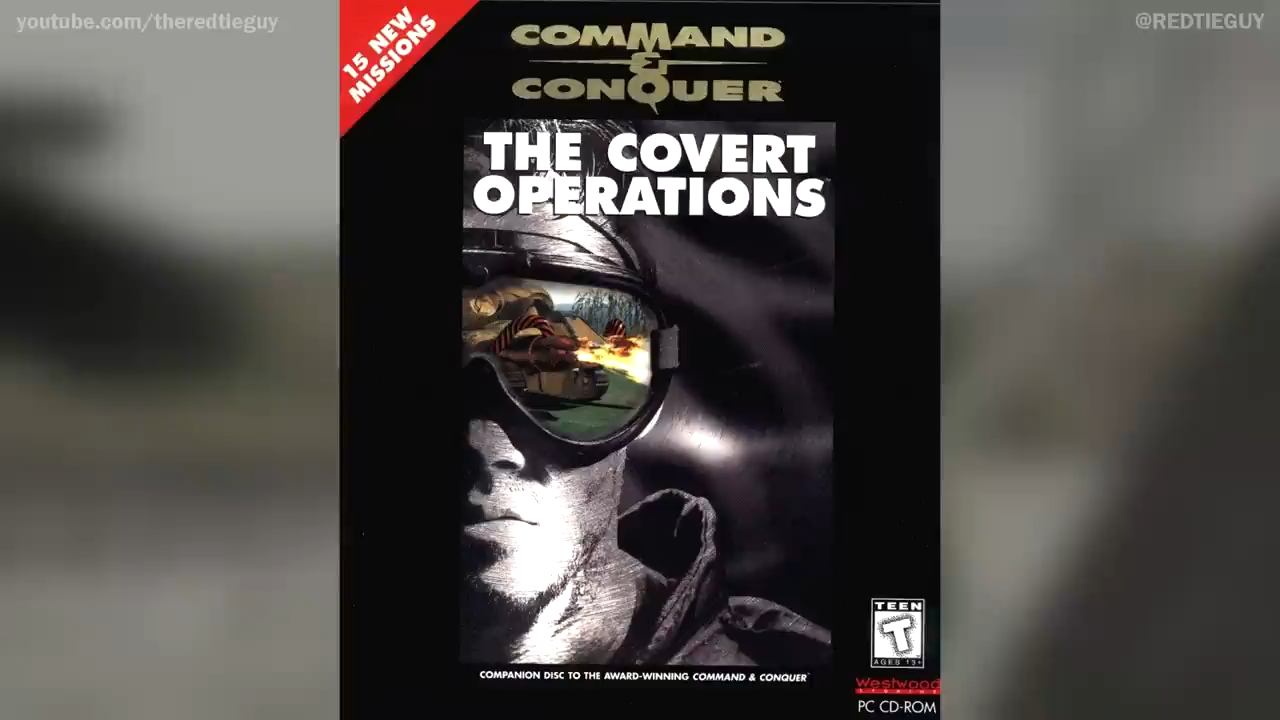 youtube.com/theredtieguy
@REDTIEGUY
15 NEW
MISSIONS
COMMAND
&
CONQUER
THE COVERT
OPERATIONS
COMPANION DISC TO THE AWARD-WINNING COMMAND & CONQUER
TEEN
T
AGES 13+
Westwood
STUDIOS
PC CD-ROM